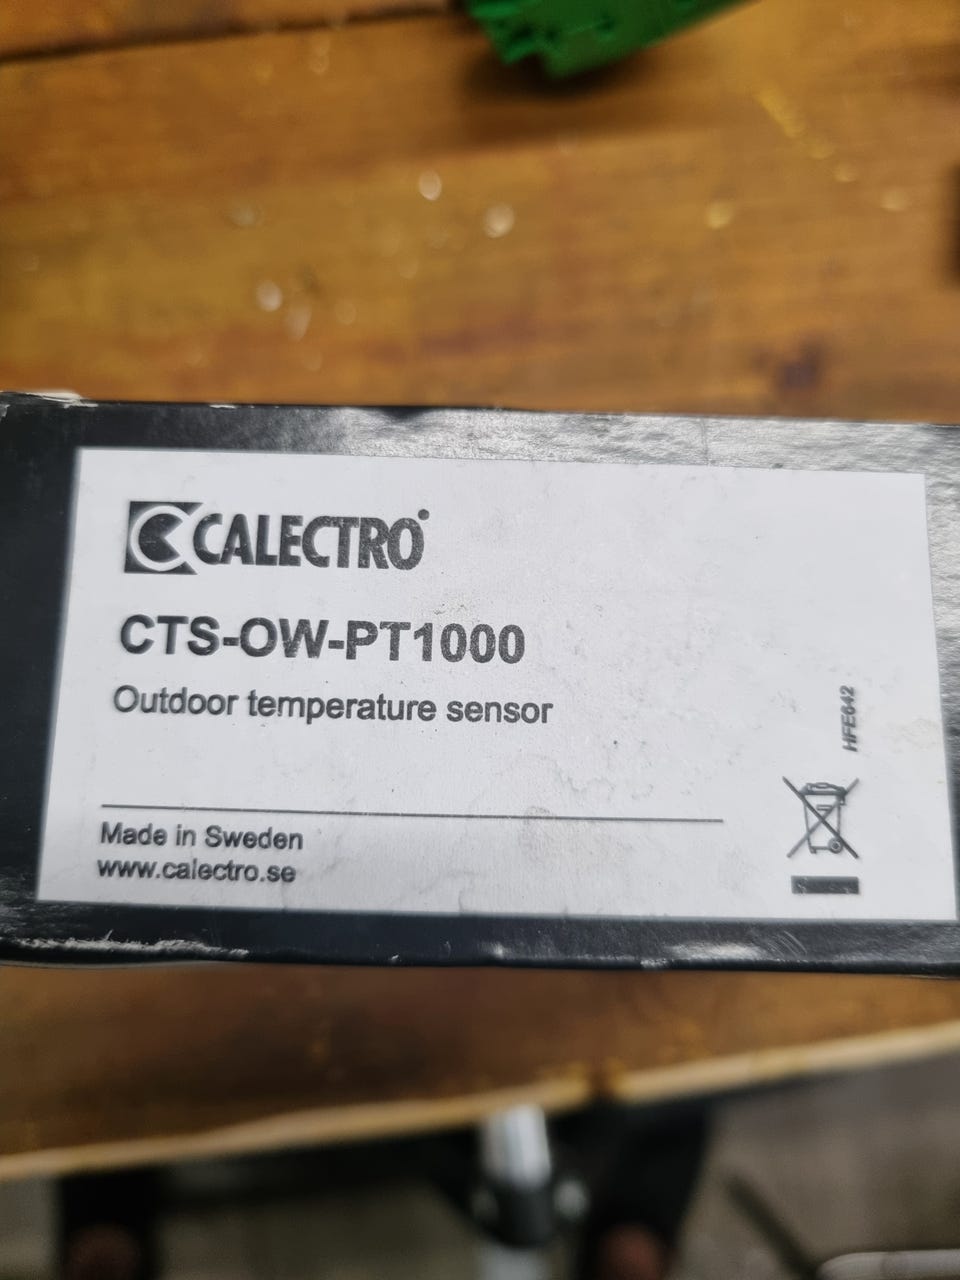 CALECTRO
CTS-OW-PT1000
Outdoor temperature sensor
HFE642
Made in Sweden
www.calectro.se